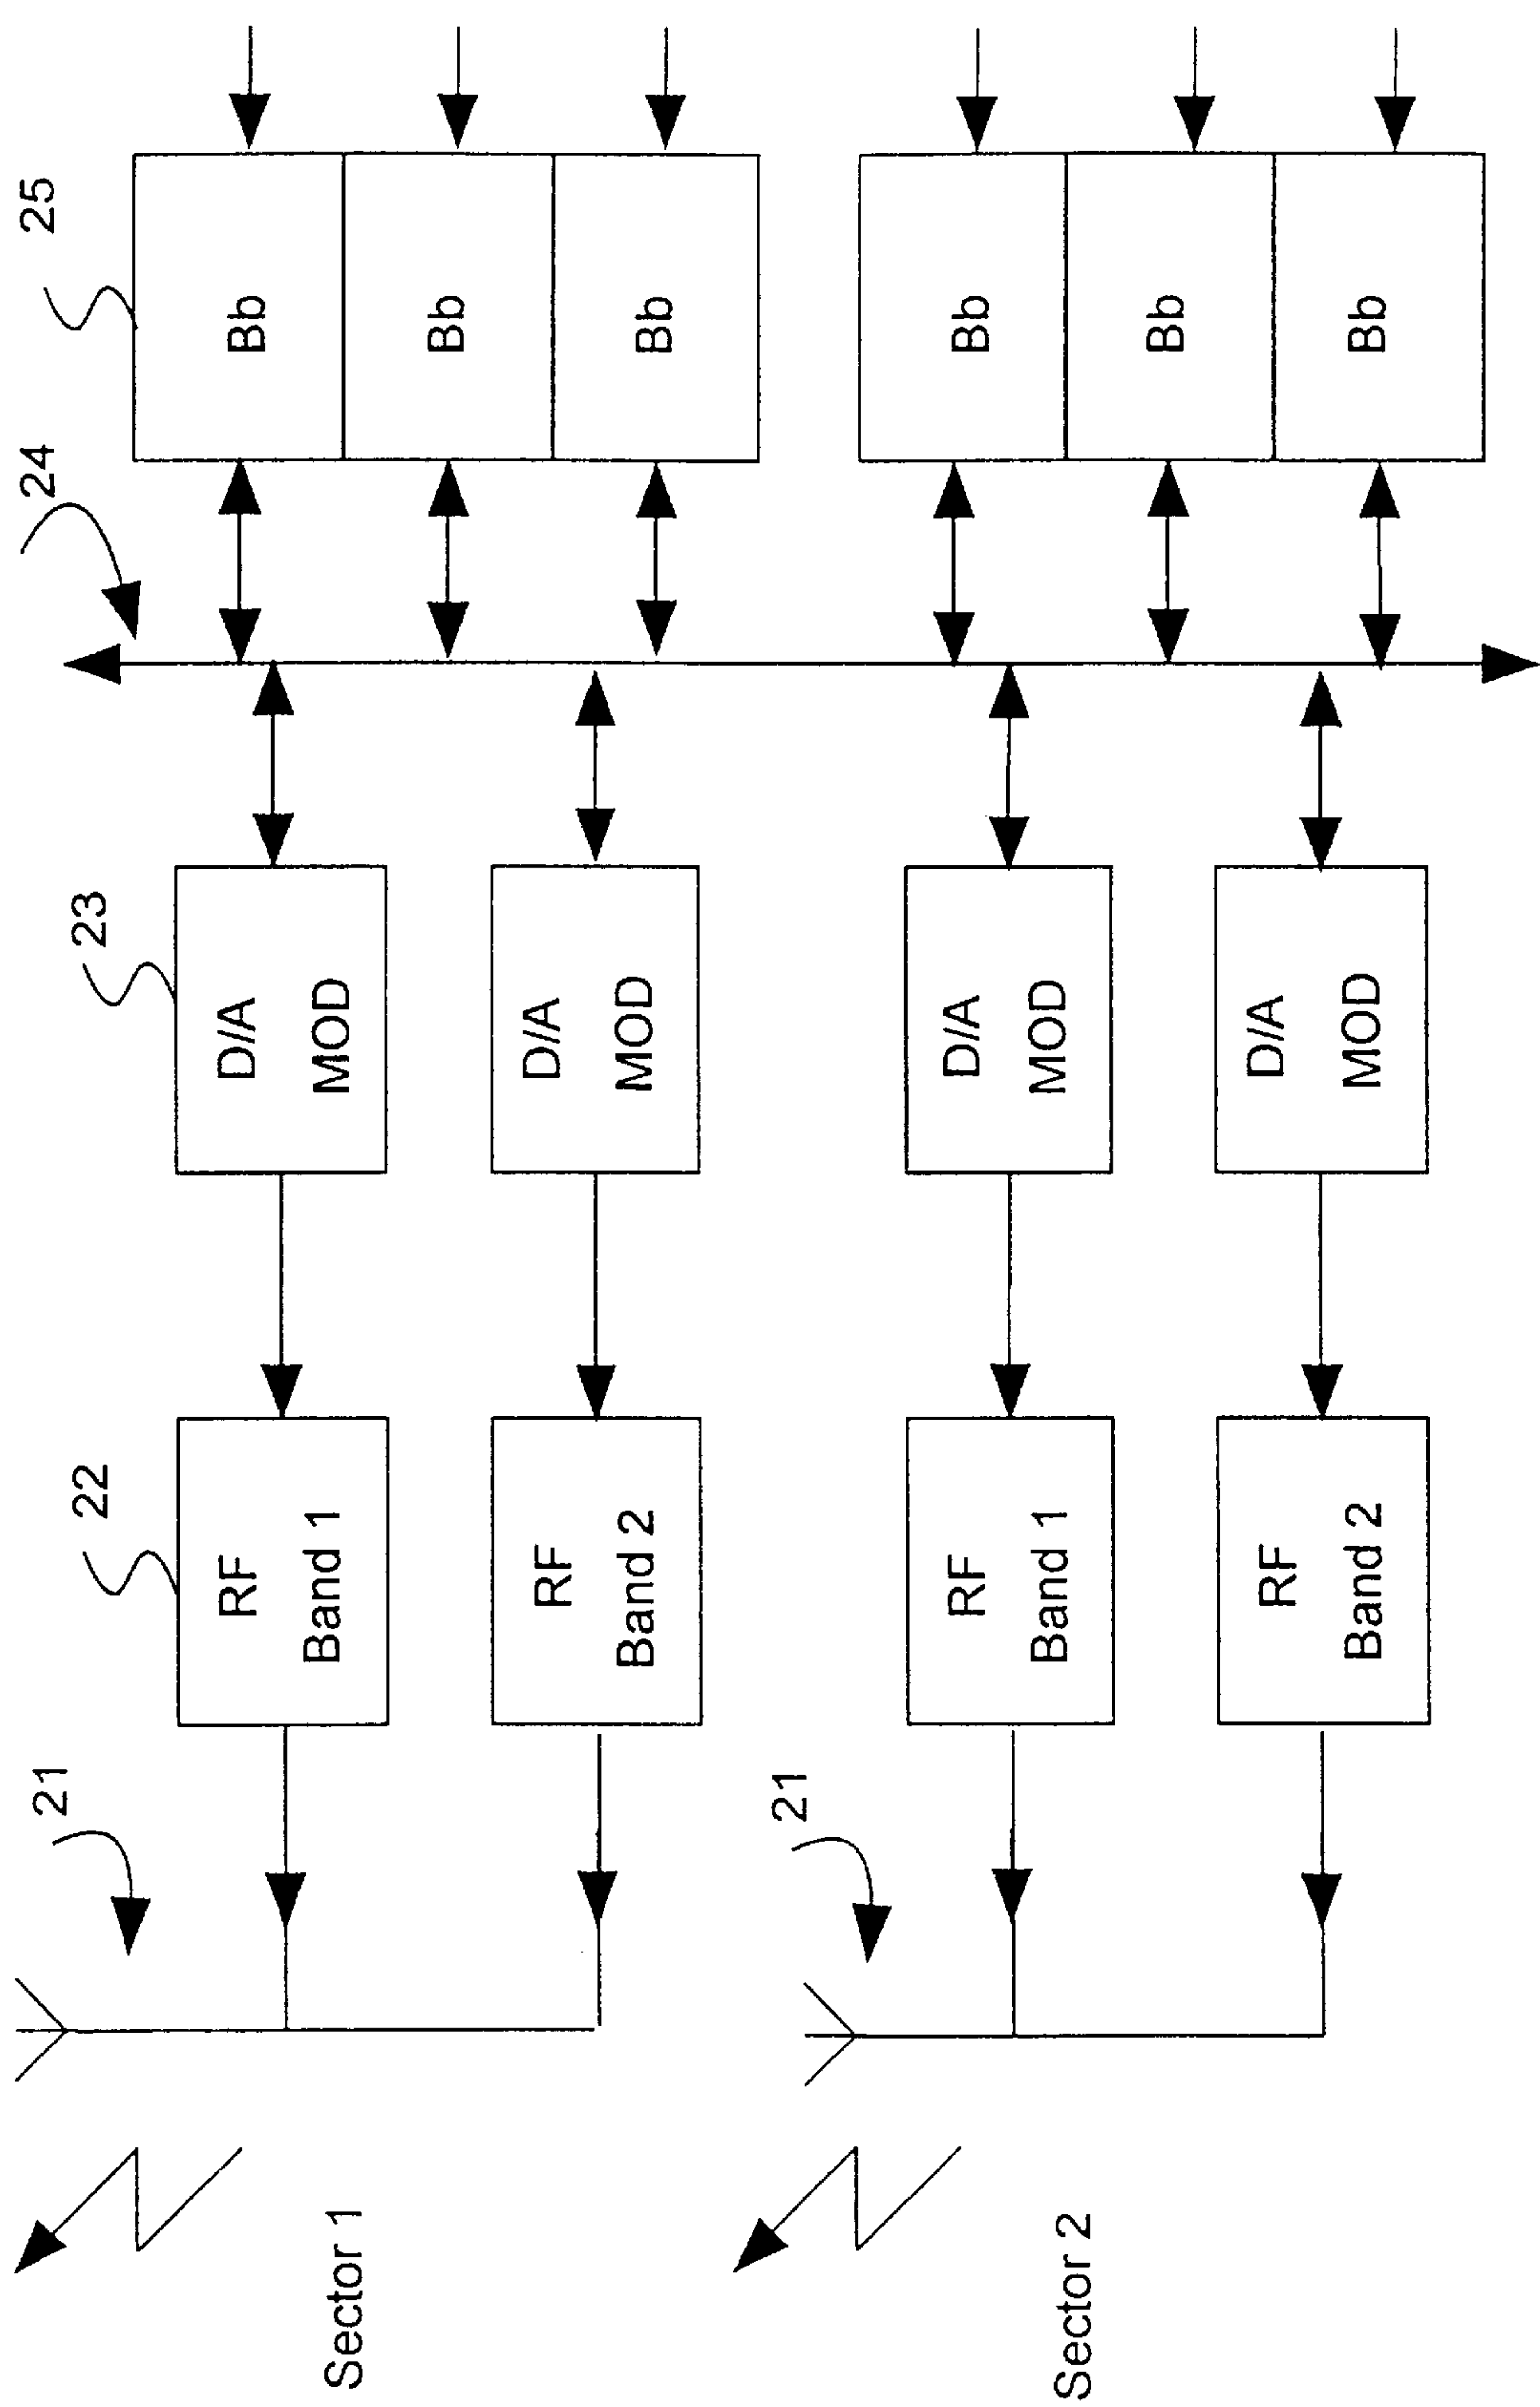 21
22
23
24
25
RF
Band 1
D/A
MOD
Bb
Sector 1
Bb
RF
Band 2
D/A
MOD
Bb
21
RF
Band 1
D/A
MOD
Bb
Sector 2
Bb
RF
Band 2
D/A
MOD
Bb